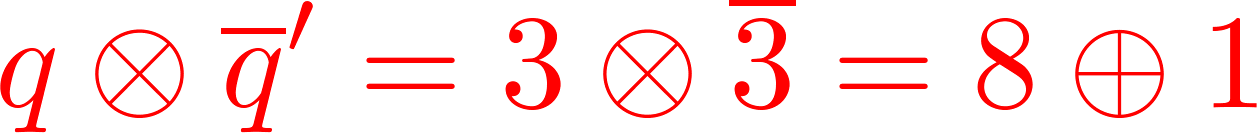 q ⊗ q̅′ = 3 ⊗ 3̅ = 8 ⊕ 1